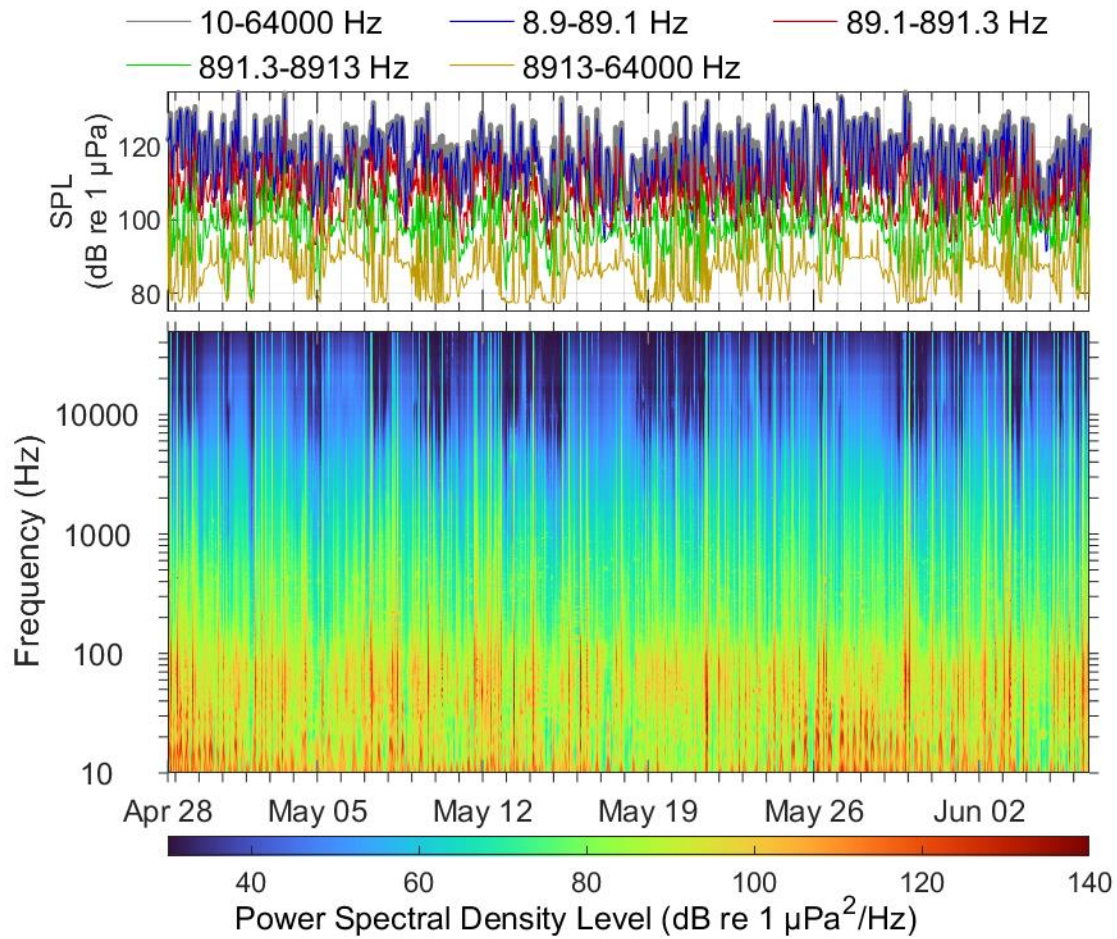 10-64000 Hz 8.9-89.1 Hz 89.1-891.3 Hz
891.3-8913 Hz 8913-64000 Hz
SPL
(dB re 1 µPa)
120
100
80
Frequency (Hz)
10000
1000
100
10
Apr 28 May 05 May 12 May 19 May 26 Jun 02
40 60 80 100 120 140
Power Spectral Density Level (dB re 1 µPa²/Hz)